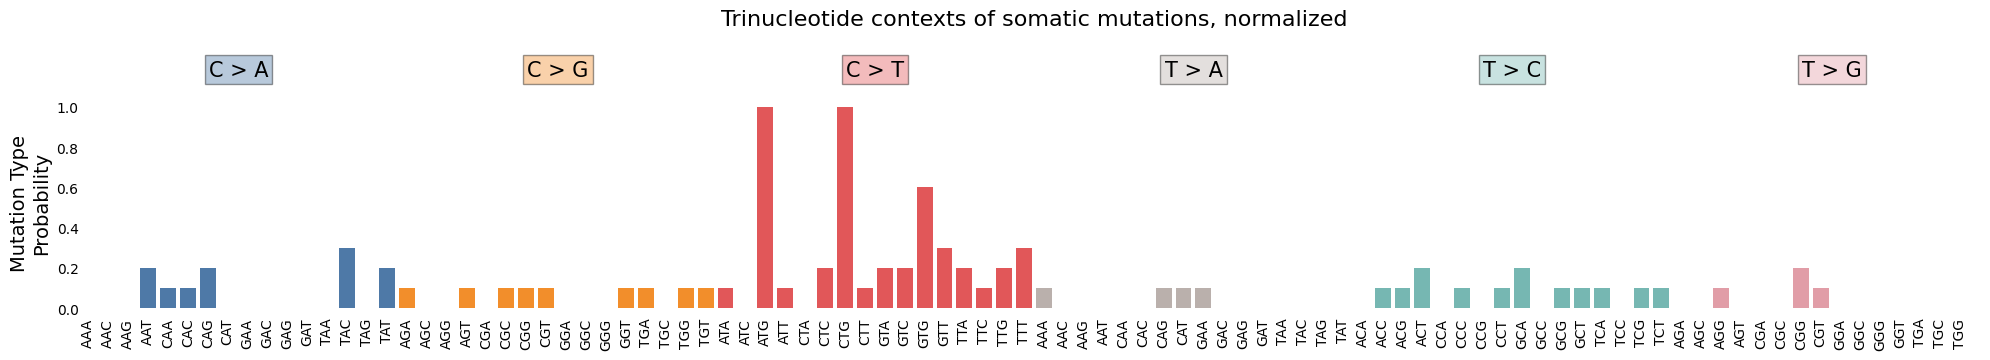 Trinucleotide contexts of somatic mutations, normalized
C > A
C > G
C > T
T > A
T > C
T > G
Mutation Type
Probability
1.0
0.8
0.6
0.4
0.2
0.0
AAA
AAC
AAG
AAT
CAA
CAC
CAG
CAT
GAA
GAC
GAG
GAT
TAA
TAC
TAG
TAT
AGA
AGC
AGG
AGT
CGA
CGC
CGG
CGT
GGA
GGC
GGG
GGT
TGA
TGC
TGG
TGT
ATA
ATC
ATG
ATT
CTA
CTC
CTG
CTT
GTA
GTC
GTG
GTT
TTA
TTC
TTG
TTT
AAA
AAC
AAG
AAT
CAA
CAC
CAG
CAT
GAA
GAC
GAG
GAT
TAA
TAC
TAG
TAT
ACA
ACC
ACG
ACT
CCA
CCC
CCG
CCT
GCA
GCC
GCG
GCT
TCA
TCC
TCG
TCT
AGA
AGC
AGG
AGT
CGA
CGC
CGG
CGT
GGA
GGC
GGG
GGT
TGA
TGC
TGG